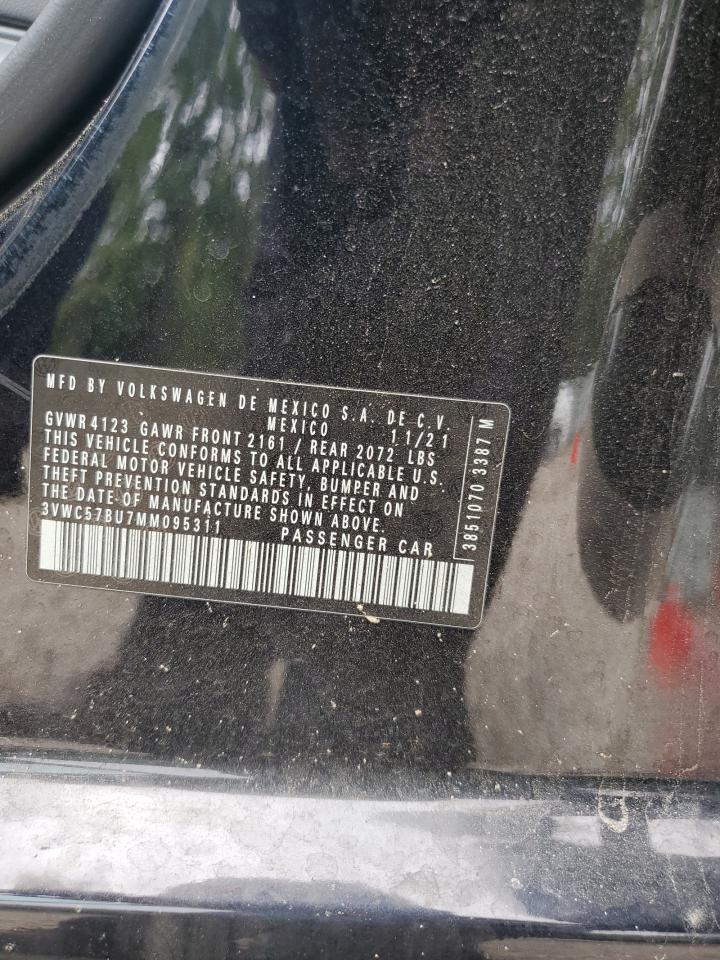 MFD BY VOLKSWAGEN DE MEXICO S.A. DE C.V.
MEXICO 11/21
GVWR 4123 GAWR FRONT 2161 / REAR 2072 LBS
THIS VEHICLE CONFORMS TO ALL APPLICABLE U.S.
FEDERAL MOTOR VEHICLE SAFETY, BUMPER AND
THEFT PREVENTION STANDARDS IN EFFECT ON
THE DATE OF MANUFACTURE SHOWN ABOVE.
3VWC57BU7MM095311 PASSENGER CAR
3851070 3387 M